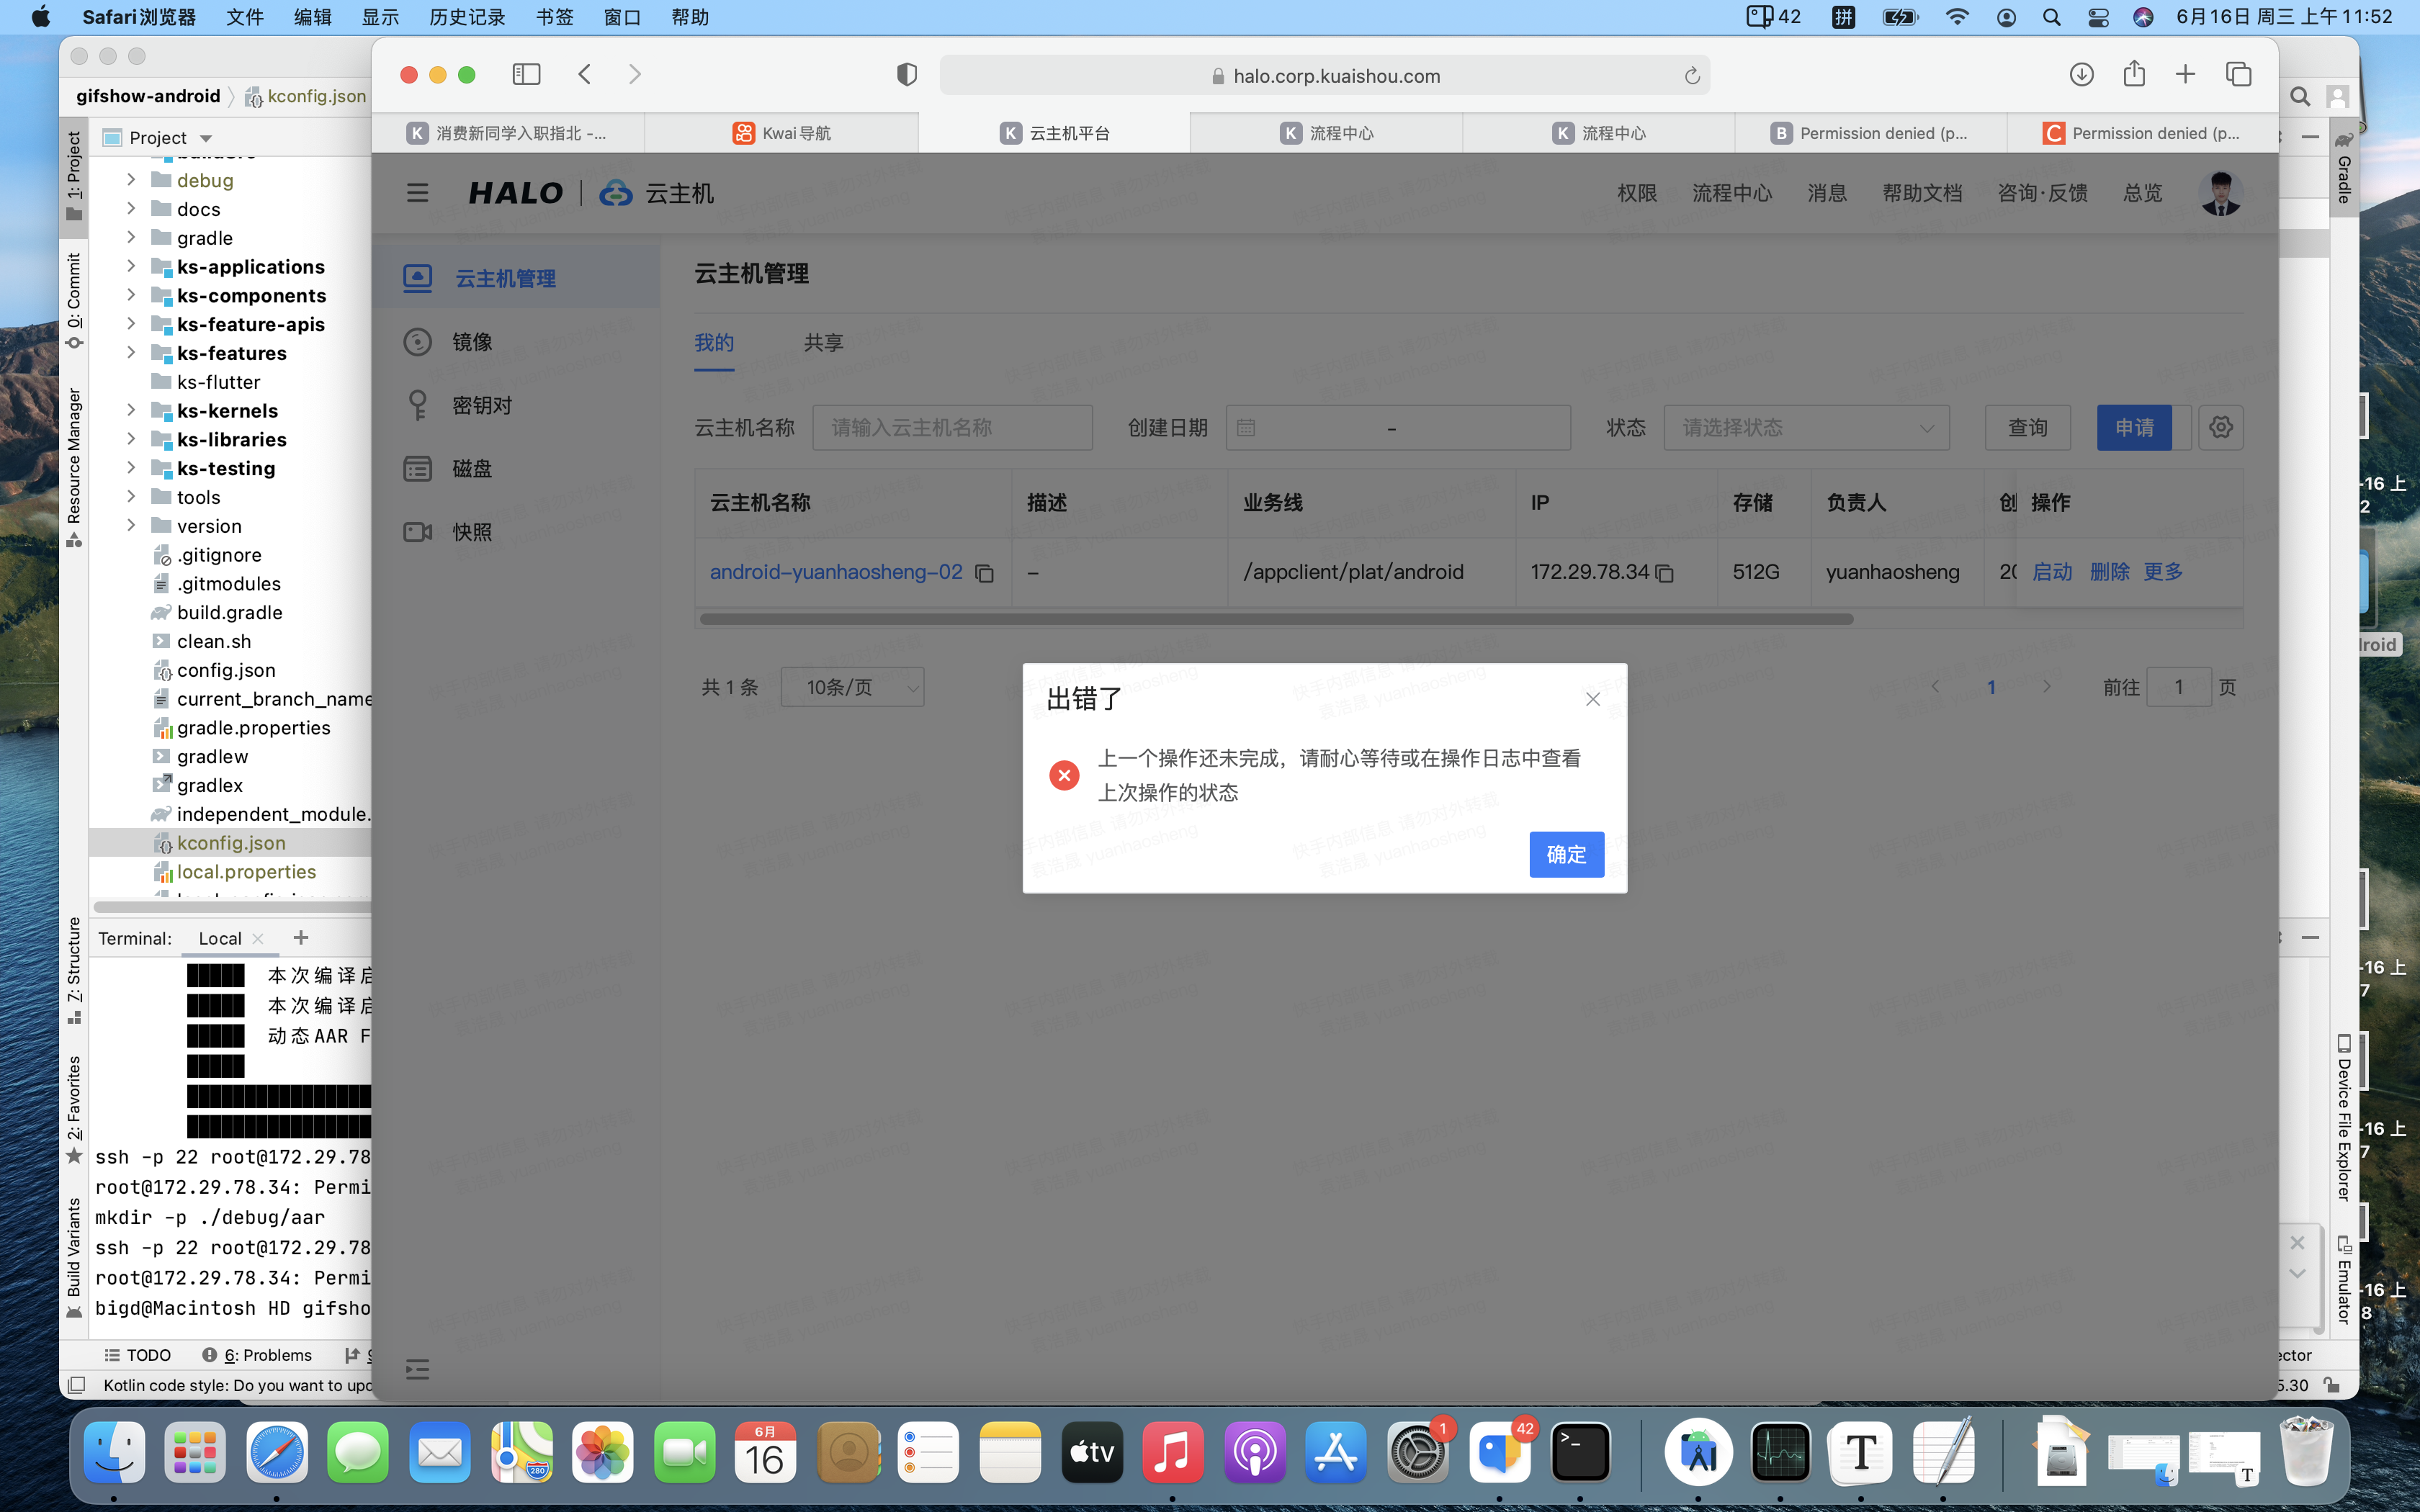 Safari浏览器 文件 编辑 显示 历史记录 书签 窗口 帮助
42 拼 6月16日 周三 上午11:52
gifshow-android kconfig.json
halo.corp.kuaishou.com
K 消费新同学入职指北 -...
Kwai导航
K 云主机平台
K 流程中心
K 流程中心
B Permission denied (p...
C Permission denied (p...
1: Project
0: Commit
Resource Manager
7: Structure
2: Favorites
Build Variants
Project
debug
docs
gradle
ks-applications
ks-components
ks-feature-apis
ks-features
ks-flutter
ks-kernels
ks-libraries
ks-testing
tools
version
.gitignore
.gitmodules
build.gradle
clean.sh
config.json
current_branch_name
gradle.properties
gradlew
gradlex
independent_module.
kconfig.json
local.properties
HALO 云主机
权限 流程中心 消息 帮助文档 咨询·反馈 总览
云主机管理
镜像
密钥对
磁盘
快照
云主机管理
我的 共享
云主机名称 请输入云主机名称 创建日期 – 状态 请选择状态 查询 申请
云主机名称 描述 业务线 IP 存储 负责人 创 操作
android-yuanhaosheng-02 – /appclient/plat/android 172.29.78.34 512G yuanhaosheng 20 启动 删除 更多
共 1 条 10条/页 1 前往 1 页
出错了
上一个操作还未完成，请耐心等待或在操作日志中查看
上次操作的状态
确定
快手内部信息 请勿对外转载
袁浩晟 yuanhaosheng
Terminal: Local
本次编译启
本次编译启
动态AAR F
ssh -p 22 root@172.29.78
root@172.29.78.34: Permi
mkdir -p ./debug/aar
ssh -p 22 root@172.29.78
root@172.29.78.34: Permi
bigd@Macintosh HD gifsho
TODO 6: Problems
Kotlin code style: Do you want to upd
Gradle
Device File Explorer
Emulator
ector
5.30
-16 上
2
roid
-16 上
7
-16 上
7
-16 上
8
280
6月
16
tv
1
42
>_
T
T